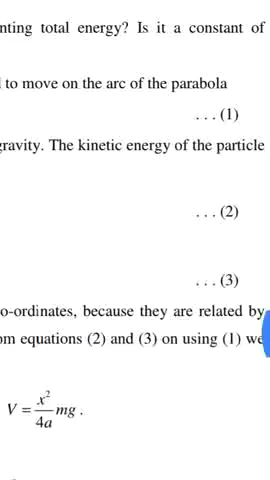 nting total energy? Is it a constant of
to move on the arc of the parabola
. . . (1)
gravity. The kinetic energy of the particle
. . . (2)
. . . (3)
o-ordinates, because they are related by
om equations (2) and (3) on using (1) we
V = x²/4a mg .